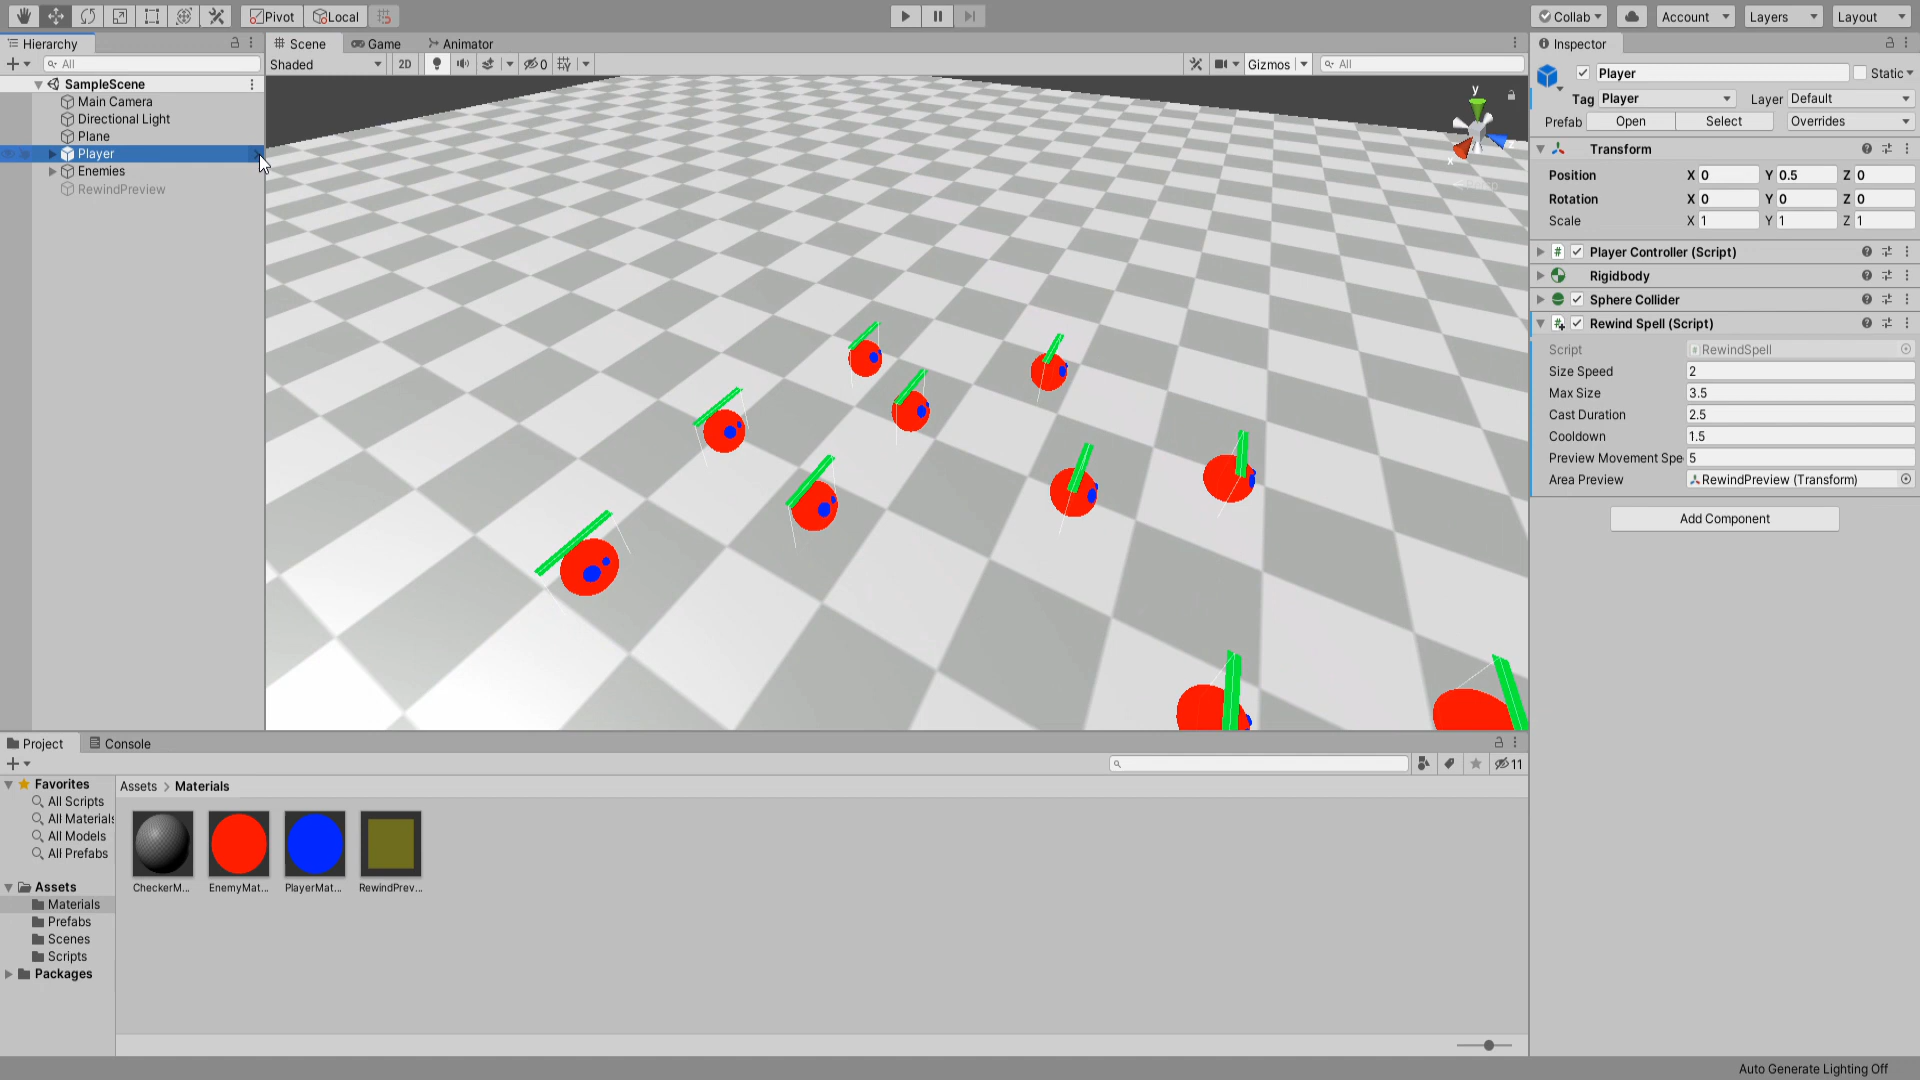 Pivot Local Collab Account Layers Layout
Hierarchy
All
SampleScene
Main Camera
Directional Light
Plane
Player
Enemies
RewindPreview
Scene Game Animator
Shaded 2D 0 Gizmos All
y
x z
Persp
Inspector
Player Static
Tag Player Layer Default
Prefab Open Select Overrides
Transform
Position X 0 Y 0.5 Z 0
Rotation X 0 Y 0 Z 0
Scale X 1 Y 1 Z 1
Player Controller (Script)
Rigidbody
Sphere Collider
Rewind Spell (Script)
Script RewindSpell
Size Speed 2
Max Size 3.5
Cast Duration 2.5
Cooldown 1.5
Preview Movement Spe 5
Area Preview RewindPreview (Transform)
Add Component
Project Console
11
Favorites
All Scripts
All Materials
All Models
All Prefabs
Assets
Materials
Prefabs
Scenes
Scripts
Packages
Assets > Materials
CheckerM... EnemyMat... PlayerMat... RewindPrev...
Auto Generate Lighting Off